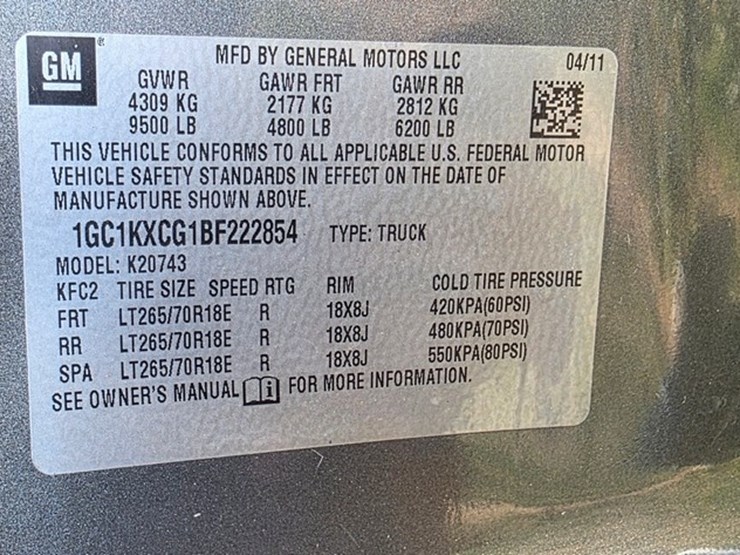 GM ® MFD BY GENERAL MOTORS LLC 04/11
GVWR GAWR FRT GAWR RR
4309 KG 2177 KG 2812 KG
9500 LB 4800 LB 6200 LB
THIS VEHICLE CONFORMS TO ALL APPLICABLE U.S. FEDERAL MOTOR
VEHICLE SAFETY STANDARDS IN EFFECT ON THE DATE OF
MANUFACTURE SHOWN ABOVE.
1GC1KXCG1BF222854 TYPE: TRUCK
MODEL: K20743
KFC2 TIRE SIZE SPEED RTG RIM COLD TIRE PRESSURE
FRT LT265/70R18E R 18X8J 420KPA(60PSI)
RR LT265/70R18E R 18X8J 480KPA(70PSI)
SPA LT265/70R18E R 18X8J 550KPA(80PSI)
SEE OWNER'S MANUAL i FOR MORE INFORMATION.